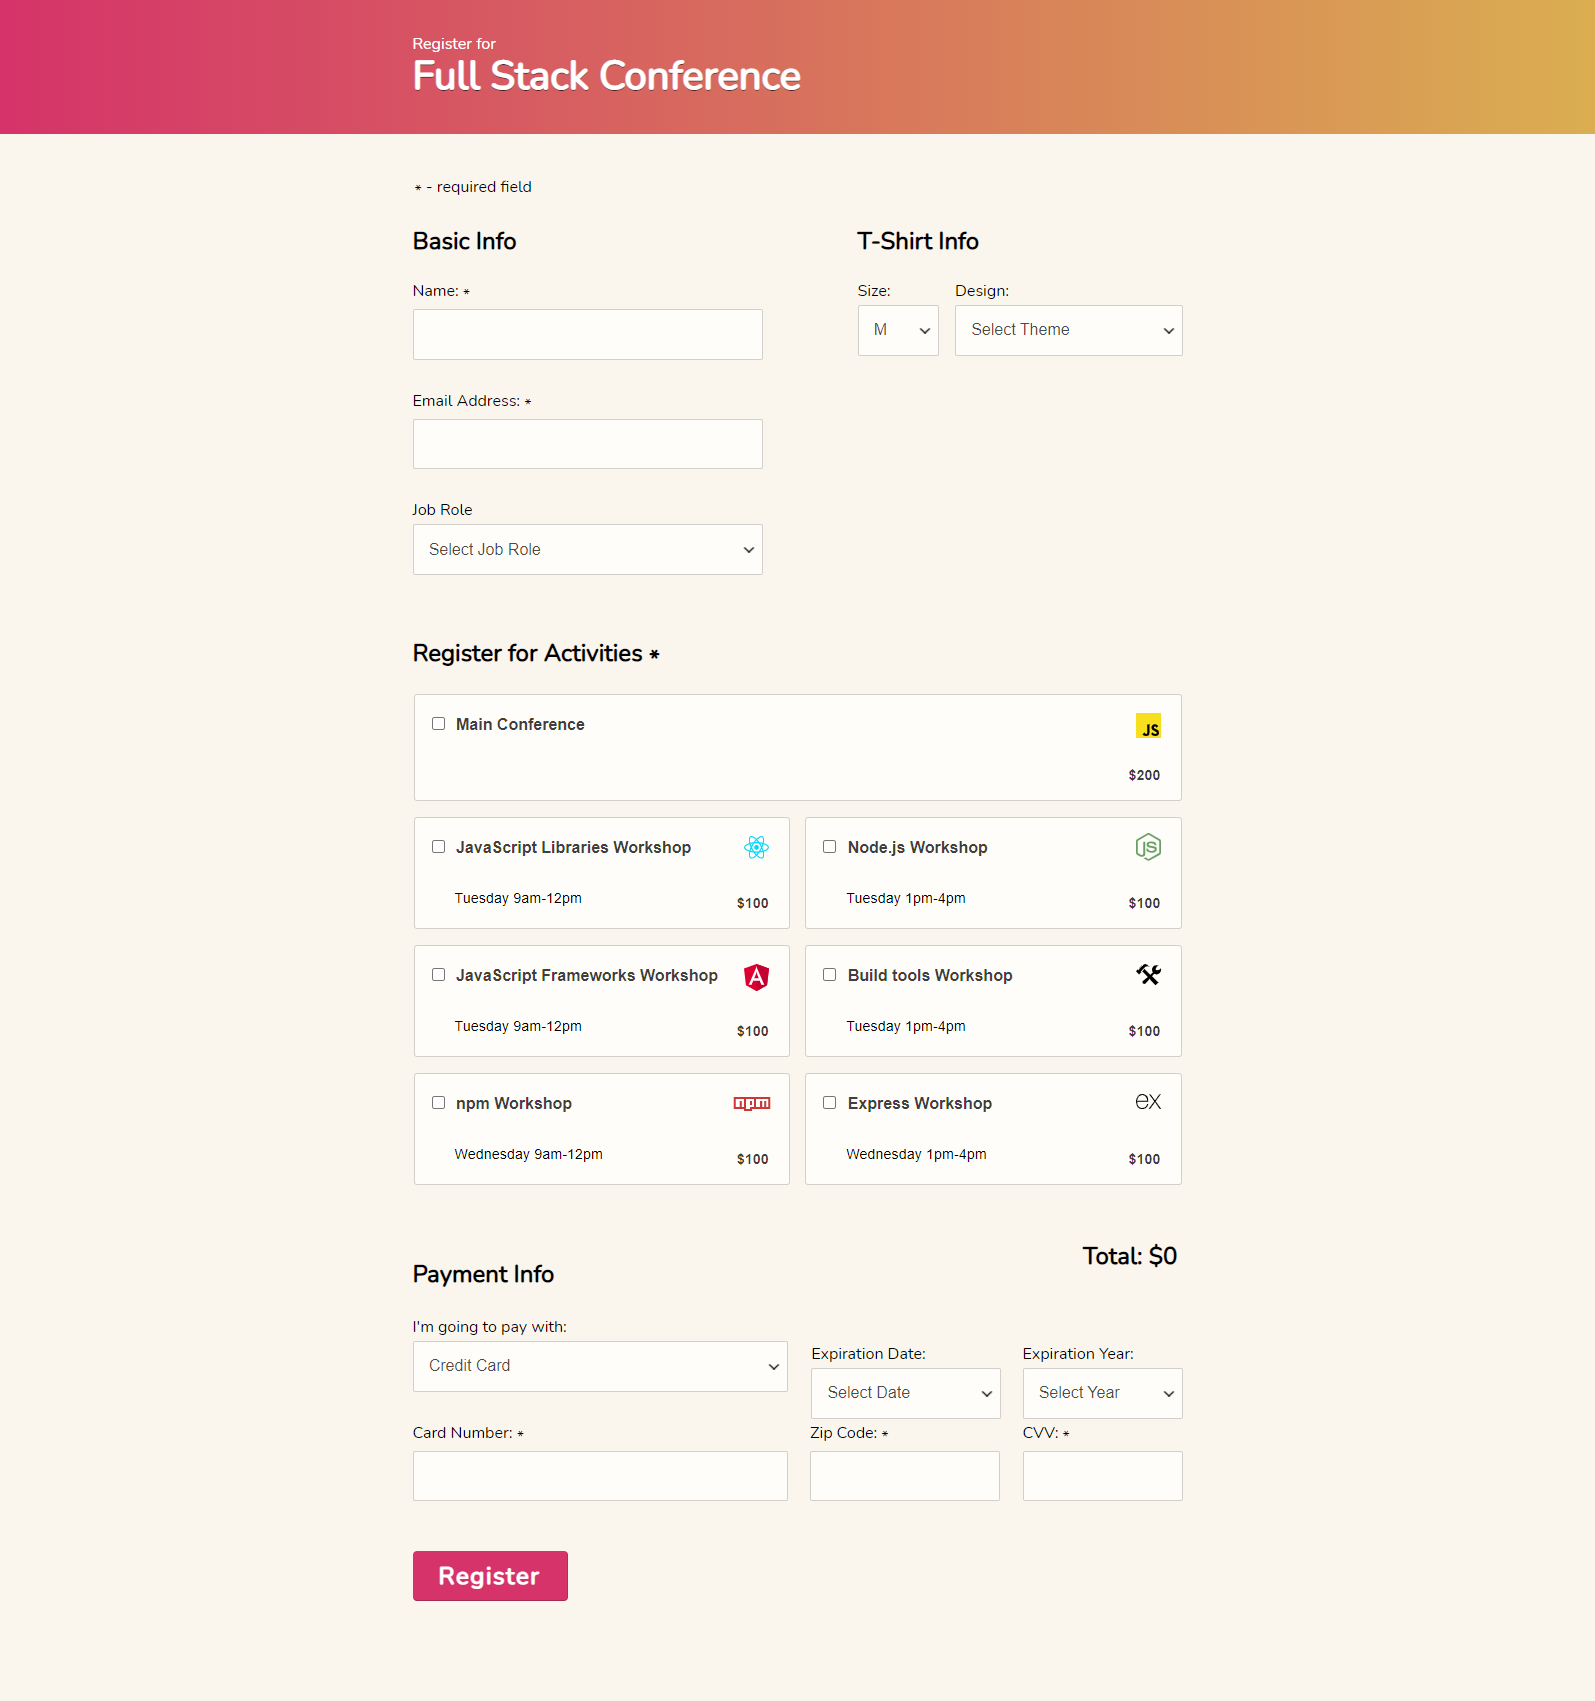 Register for
Full Stack Conference
* - required field
Basic Info
Name: *
Email Address: *
Job Role
Select Job Role
T-Shirt Info
Size:
M
Design:
Select Theme
Register for Activities *
Main Conference
JS
$200
JavaScript Libraries Workshop
Tuesday 9am-12pm
$100
Node.js Workshop
JS
Tuesday 1pm-4pm
$100
JavaScript Frameworks Workshop
A
Tuesday 9am-12pm
$100
Build tools Workshop
Tuesday 1pm-4pm
$100
npm Workshop
npm
Wednesday 9am-12pm
$100
Express Workshop
ex
Wednesday 1pm-4pm
$100
Total: $0
Payment Info
I'm going to pay with:
Credit Card
Expiration Date:
Select Date
Expiration Year:
Select Year
Card Number: *
Zip Code: *
CVV: *
Register